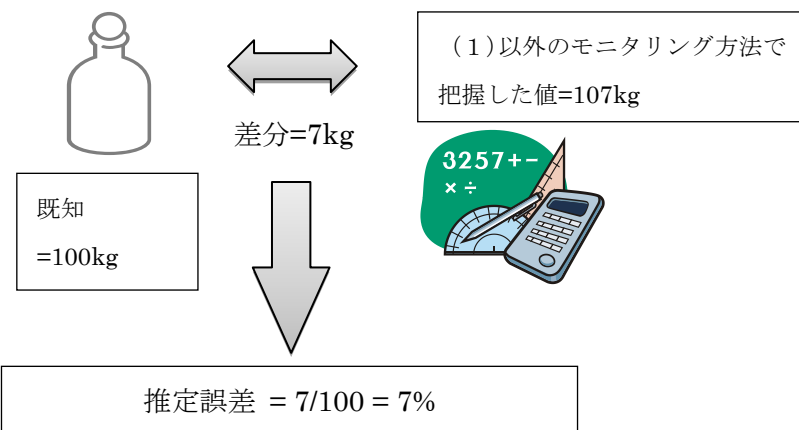 (1)以外のモニタリング方法で
把握した値=107kg
差分=7kg
3257+-
×÷
既知
=100kg
推定誤差 = 7/100 = 7%